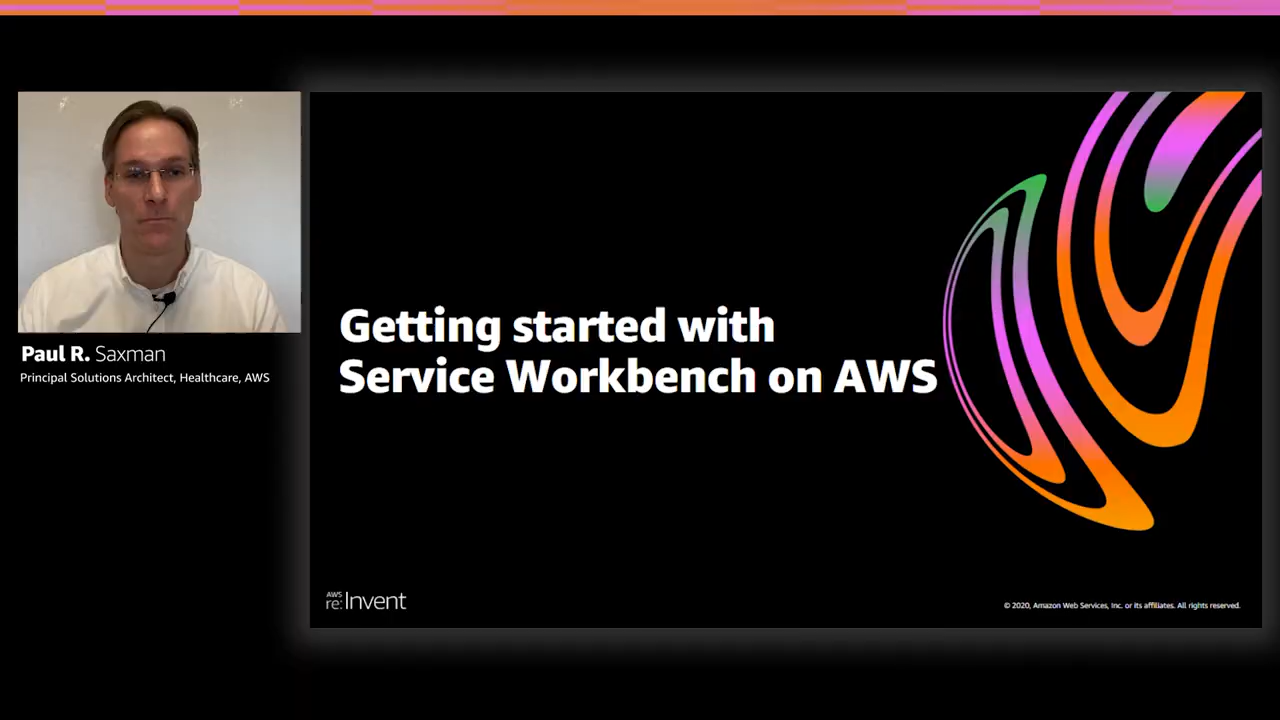 Paul R. Saxman
Principal Solutions Architect, Healthcare, AWS
Getting started with
Service Workbench on AWS
AWS
re:Invent
© 2020, Amazon Web Services, Inc. or its affiliates. All rights reserved.